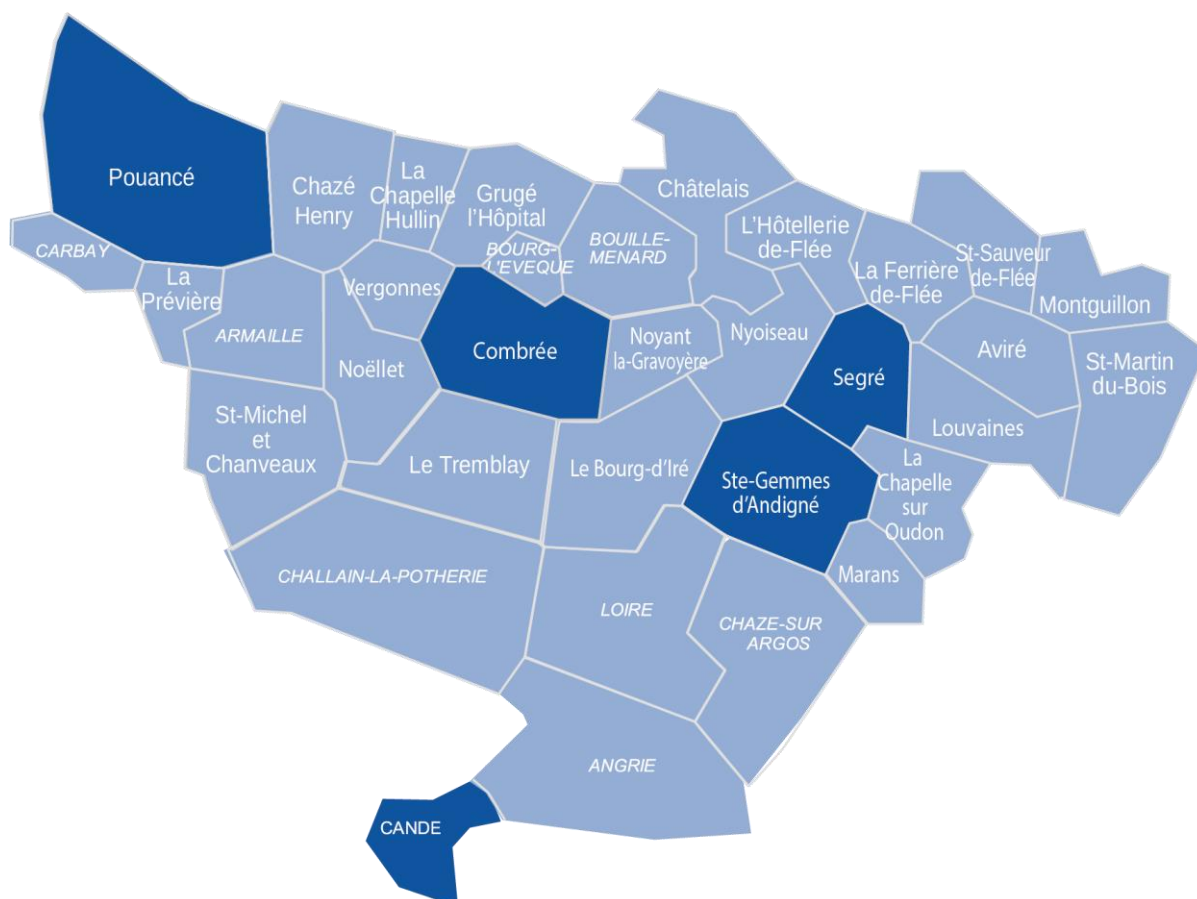 Pouancé
Chazé
Henry
La
Chapelle
Hullin
Grugé
l'Hôpital
Châtelais
CARBAY
La
Prévière
ARMAILLE
Vergonnes
BOURG-
L'EVEQUE
BOUILLE-
MENARD
L'Hôtellerie
de-Flée
La Ferrière
de-Flée
St-Sauveur
de-Flée
Montguillon
Noëllet
Combrée
Noyant
la-Gravoyère
Nyoiseau
Segré
Aviré
St-Martin
du-Bois
St-Michel
et
Chanveaux
Le Tremblay
Le Bourg-d'Iré
Ste-Gemmes
d'Andigné
Louvaines
La
Chapelle
sur
Oudon
Marans
CHALLAIN-LA-POTHERIE
LOIRE
CHAZE-SUR
ARGOS
ANGRIE
CANDE